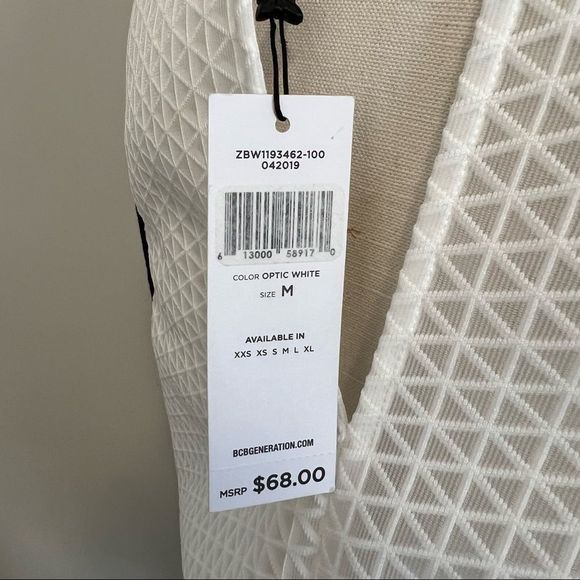 ZBW1193462-100
042019
6 13000 58917 0
COLOR OPTIC WHITE
SIZE M
AVAILABLE IN
XXS XS S M L XL
BCBGENERATION.COM
MSRP $68.00